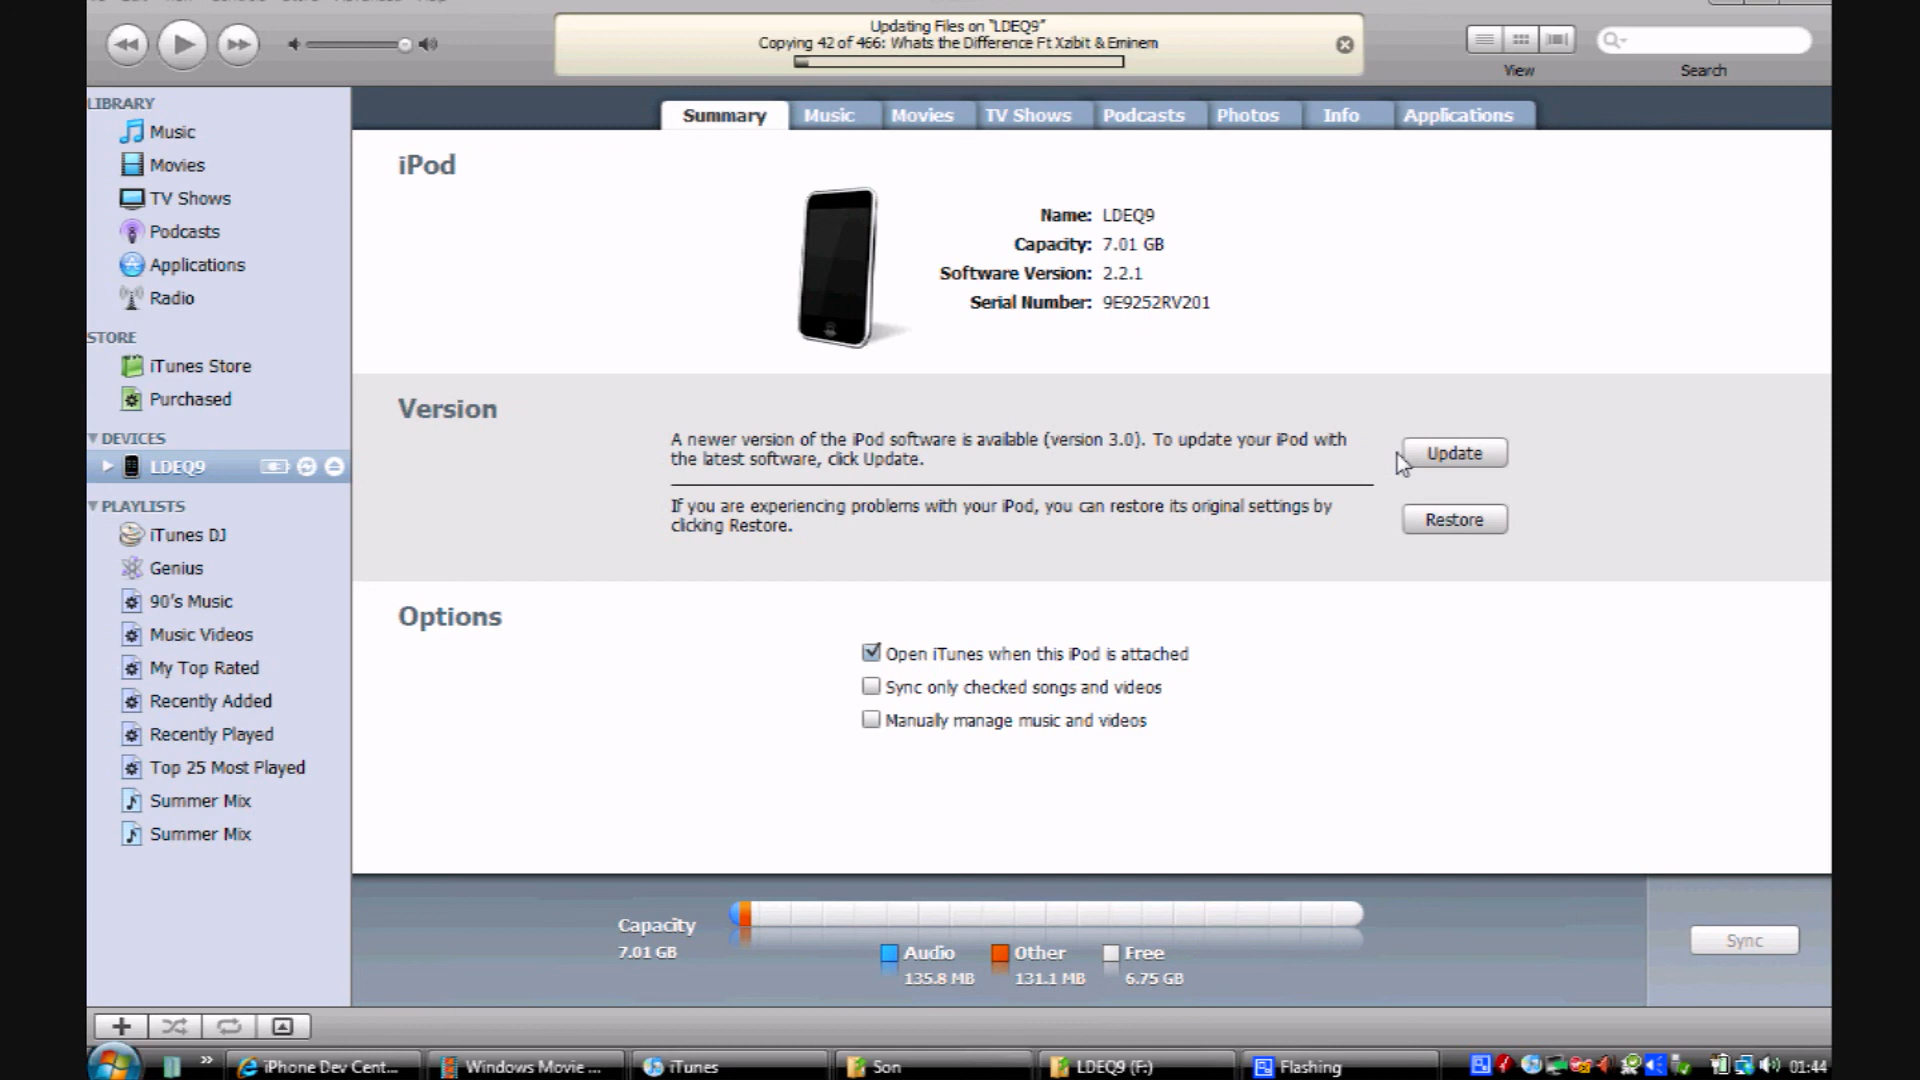 Updating Files on "LDEQ9"
Copying 42 of 466: Whats the Difference Ft Xzibit & Eminem
View
Search
LIBRARY
Music
Movies
TV Shows
Podcasts
Applications
Radio
STORE
iTunes Store
Purchased
DEVICES
LDEQ9
PLAYLISTS
iTunes DJ
Genius
90's Music
Music Videos
My Top Rated
Recently Added
Recently Played
Top 25 Most Played
Summer Mix
Summer Mix
Summary Music Movies TV Shows Podcasts Photos Info Applications
iPod
Name: LDEQ9
Capacity: 7.01 GB
Software Version: 2.2.1
Serial Number: 9E9252RV201
Version
A newer version of the iPod software is available (version 3.0). To update your iPod with
the latest software, click Update.
Update
If you are experiencing problems with your iPod, you can restore its original settings by
clicking Restore.
Restore
Options
Open iTunes when this iPod is attached
Sync only checked songs and videos
Manually manage music and videos
Capacity
7.01 GB
Audio Other Free
135.8 MB 131.1 MB 6.75 GB
Sync
iPhone Dev Cent... Windows Movie ... iTunes Son LDEQ9 (F:) Flashing 01:44